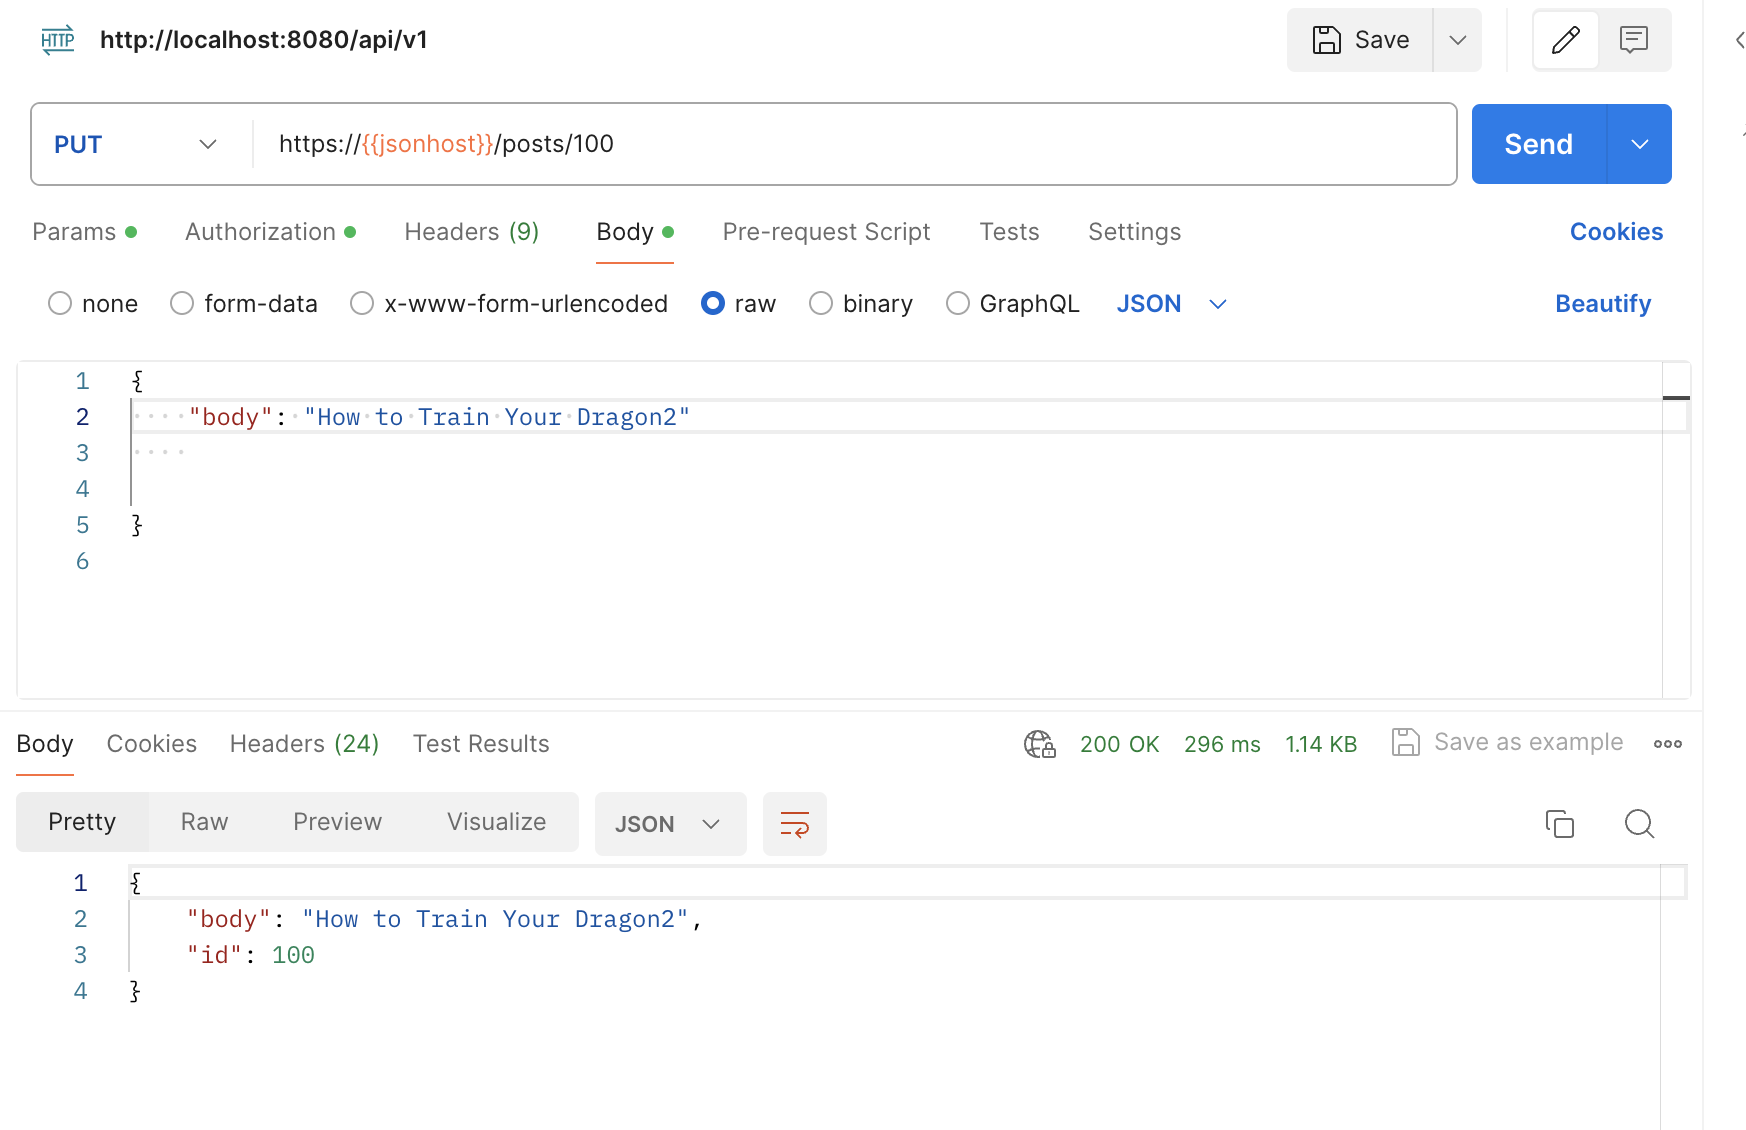 HTTP http://localhost:8080/api/v1 Save
PUT https://{{jsonhost}}/posts/100 Send
Params Authorization Headers (9) Body Pre-request Script Tests Settings Cookies
none form-data x-www-form-urlencoded raw binary GraphQL JSON Beautify
1 {
2 "body": "How to Train Your Dragon2"
3
4
5 }
6
Body Cookies Headers (24) Test Results 200 OK 296 ms 1.14 KB Save as example
Pretty Raw Preview Visualize JSON
1 {
2 "body": "How to Train Your Dragon2",
3 "id": 100
4 }